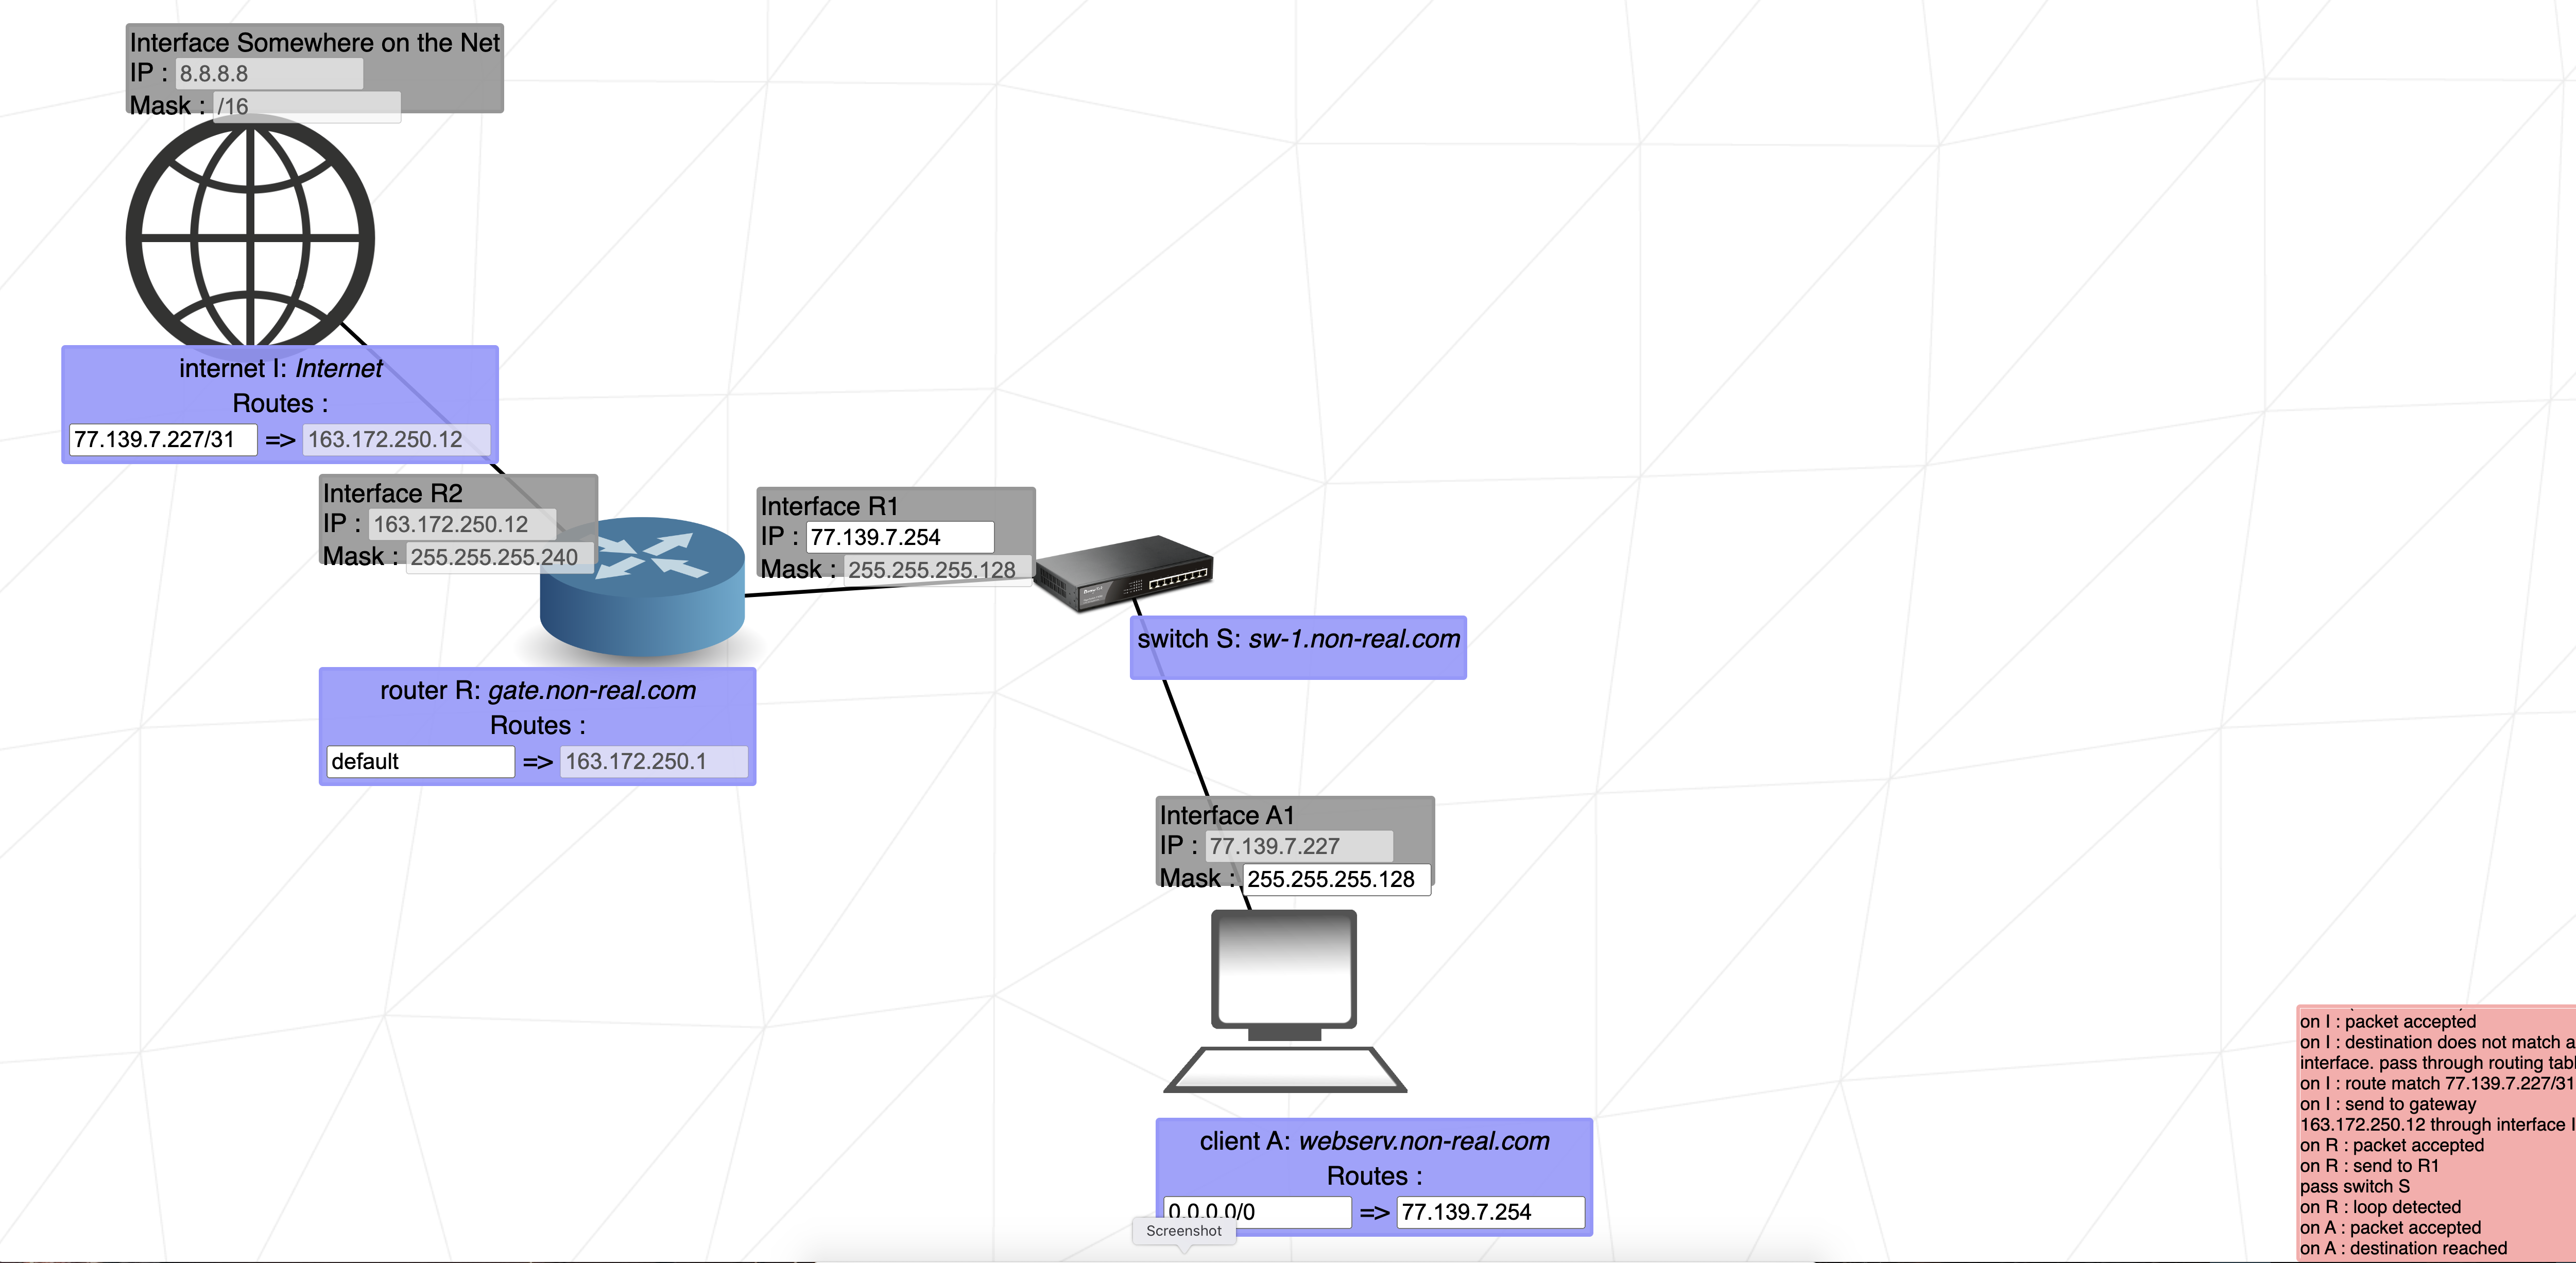 Interface Somewhere on the Net
IP : 8.8.8.8
Mask : /16
internet I: Internet
Routes :
77.139.7.227/31 => 163.172.250.12
Interface R2
IP : 163.172.250.12
Mask : 255.255.255.240
Interface R1
IP : 77.139.7.254
Mask : 255.255.255.128
switch S: sw-1.non-real.com
router R: gate.non-real.com
Routes :
default => 163.172.250.1
Interface A1
IP : 77.139.7.227
Mask : 255.255.255.128
client A: webserv.non-real.com
Routes :
0.0.0.0/0 => 77.139.7.254
Screenshot
on I : packet accepted
on I : destination does not match a
interface. pass through routing tabl
on I : route match 77.139.7.227/31
on I : send to gateway
163.172.250.12 through interface I
on R : packet accepted
on R : send to R1
pass switch S
on R : loop detected
on A : packet accepted
on A : destination reached